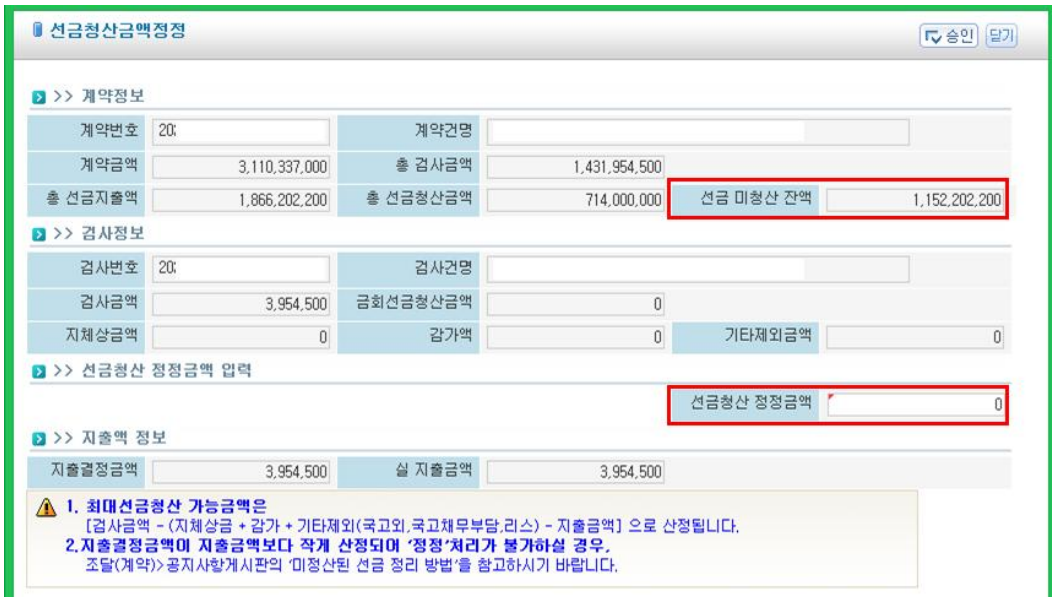 선금청산금액정정 승인 닫기
>> 계약정보
계약번호 20 계약건명
계약금액 3,110,337,000 총 검사금액 1,431,954,500
총 선금지출액 1,866,202,200 총 선금청산금액 714,000,000 선금 미청산 잔액 1,152,202,200
>> 검사정보
검사번호 20 검사건명
검사금액 3,954,500 금회선금청산금액 0
지체상금액 0 감가액 0 기타제외금액 0
>> 선금청산 정정금액 입력
선금청산 정정금액 0
>> 지출액 정보
지출결정금액 3,954,500 실 지출금액 3,954,500
1. 최대선금청산 가능금액은
[검사금액 - (지체상금 + 감가 + 기타제외(국고외,국고채무부담,리스) - 지출금액] 으로 산정됩니다.
2.지출결정금액이 지출금액보다 작게 산정되어 '정정'처리가 불가하실 경우,
조달(계약)>공지사항게시판의 '미정산된 선금 정리 방법'을 참고하시기 바랍니다.